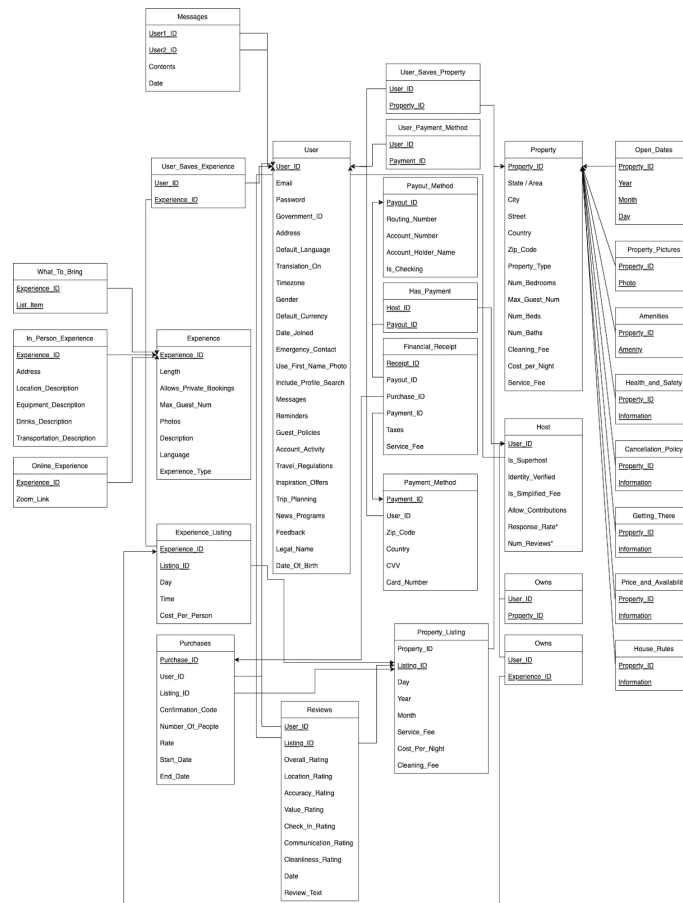 Messages
User1_ID
User2_ID
Contents
Date
User_Saves_Property
User_ID
Property_ID
User_Payment_Method
User_ID
Payment_ID
User_Saves_Experience
User_ID
Experience_ID
User
User_ID
Email
Password
Government_ID
Address
Default_Language
Translation_On
Timezone
Gender
Default_Currency
Date_Joined
Emergency_Contact
Use_First_Name_Photo
Include_Profile_Search
Messages
Reminders
Guest_Policies
Account_Activity
Travel_Regulations
Inspiration_Offers
Trip_Planning
News_Programs
Feedback
Legal_Name
Date_Of_Birth
Payout_Method
Payout_ID
Routing_Number
Account_Number
Account_Holder_Name
Is_Checking
Has_Payment
Host_ID
Payout_ID
Financial_Receipt
Receipt_ID
Payout_ID
Purchase_ID
Payment_ID
Taxes
Service_Fee
Payment_Method
Payment_ID
User_ID
Zip_Code
Country
CVV
Card_Number
Property
Property_ID
State / Area
City
Street
Country
Zip_Code
Property_Type
Num_Bedrooms
Max_Guest_Num
Num_Beds
Num_Baths
Cleaning_Fee
Cost_per_Night
Service_Fee
Open_Dates
Property_ID
Year
Month
Day
Property_Pictures
Property_ID
Photo
Amenities
Property_ID
Amenity
Health_and_Safety
Property_ID
Information
Cancellation_Policy
Property_ID
Information
Getting_There
Property_ID
Information
Price_and_Availabilit
Property_ID
Information
House_Rules
Property_ID
Information
What_To_Bring
Experience_ID
List_Item
In_Person_Experience
Experience_ID
Address
Location_Description
Equipment_Description
Drinks_Description
Transportation_Description
Online_Experience
Experience_ID
Zoom_Link
Experience
Experience_ID
Length
Allows_Private_Bookings
Max_Guest_Num
Photos
Description
Language
Experience_Type
Host
User_ID
Is_Superhost
Identity_Verified
Is_Simplified_Fee
Allow_Contributions
Response_Rate*
Num_Reviews*
Experience_Listing
Experience_ID
Listing_ID
Day
Time
Cost_Per_Person
Owns
User_ID
Property_ID
Owns
User_ID
Experience_ID
Purchases
Purchase_ID
User_ID
Listing_ID
Confirmation_Code
Number_Of_People
Rate
Start_Date
End_Date
Property_Listing
Property_ID
Listing_ID
Day
Year
Month
Service_Fee
Cost_Per_Night
Cleaning_Fee
Reviews
User_ID
Listing_ID
Overall_Rating
Location_Rating
Accuracy_Rating
Value_Rating
Check_In_Rating
Communication_Rating
Cleanliness_Rating
Date
Review_Text